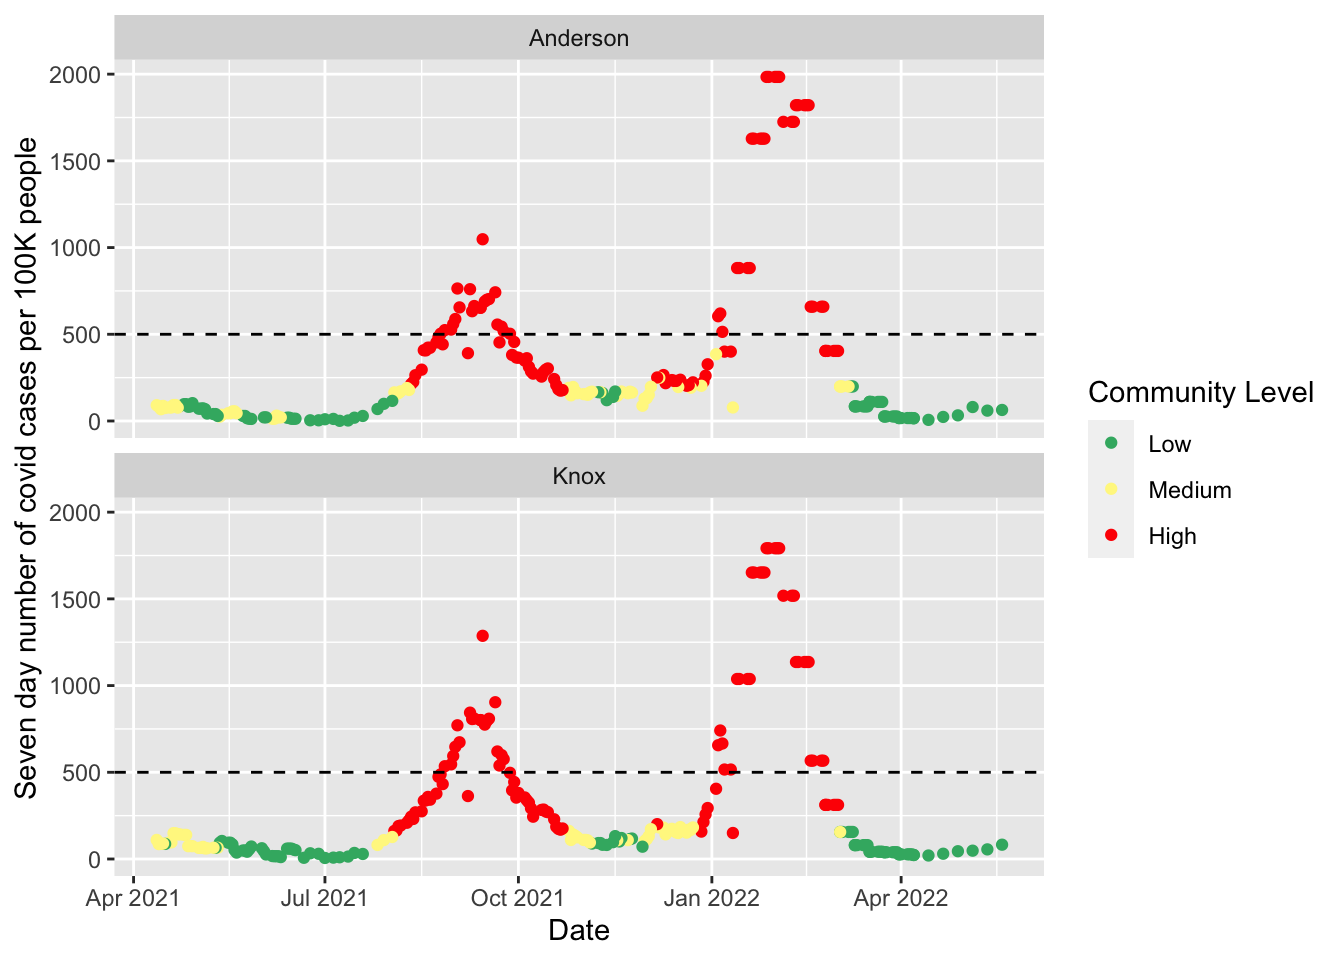 Anderson
2000
1500
1000
500
0
Knox
2000
1500
1000
500
0
Apr 2021 Jul 2021 Oct 2021 Jan 2022 Apr 2022
Date
Seven day number of covid cases per 100K people
Community Level
Low
Medium
High